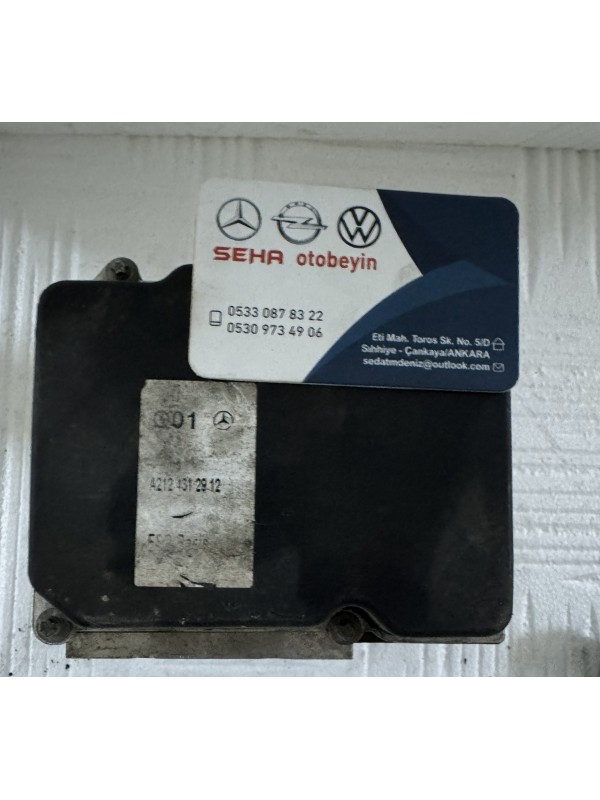 SEHA otobeyin
0533 087 83 22
0530 973 49 06
Eti Mah. Toros Sk. No. 5/D
Sıhhiye - Çankaya/ANKARA
sedatmdeniz@outlook.com
01
A212 431 29 12